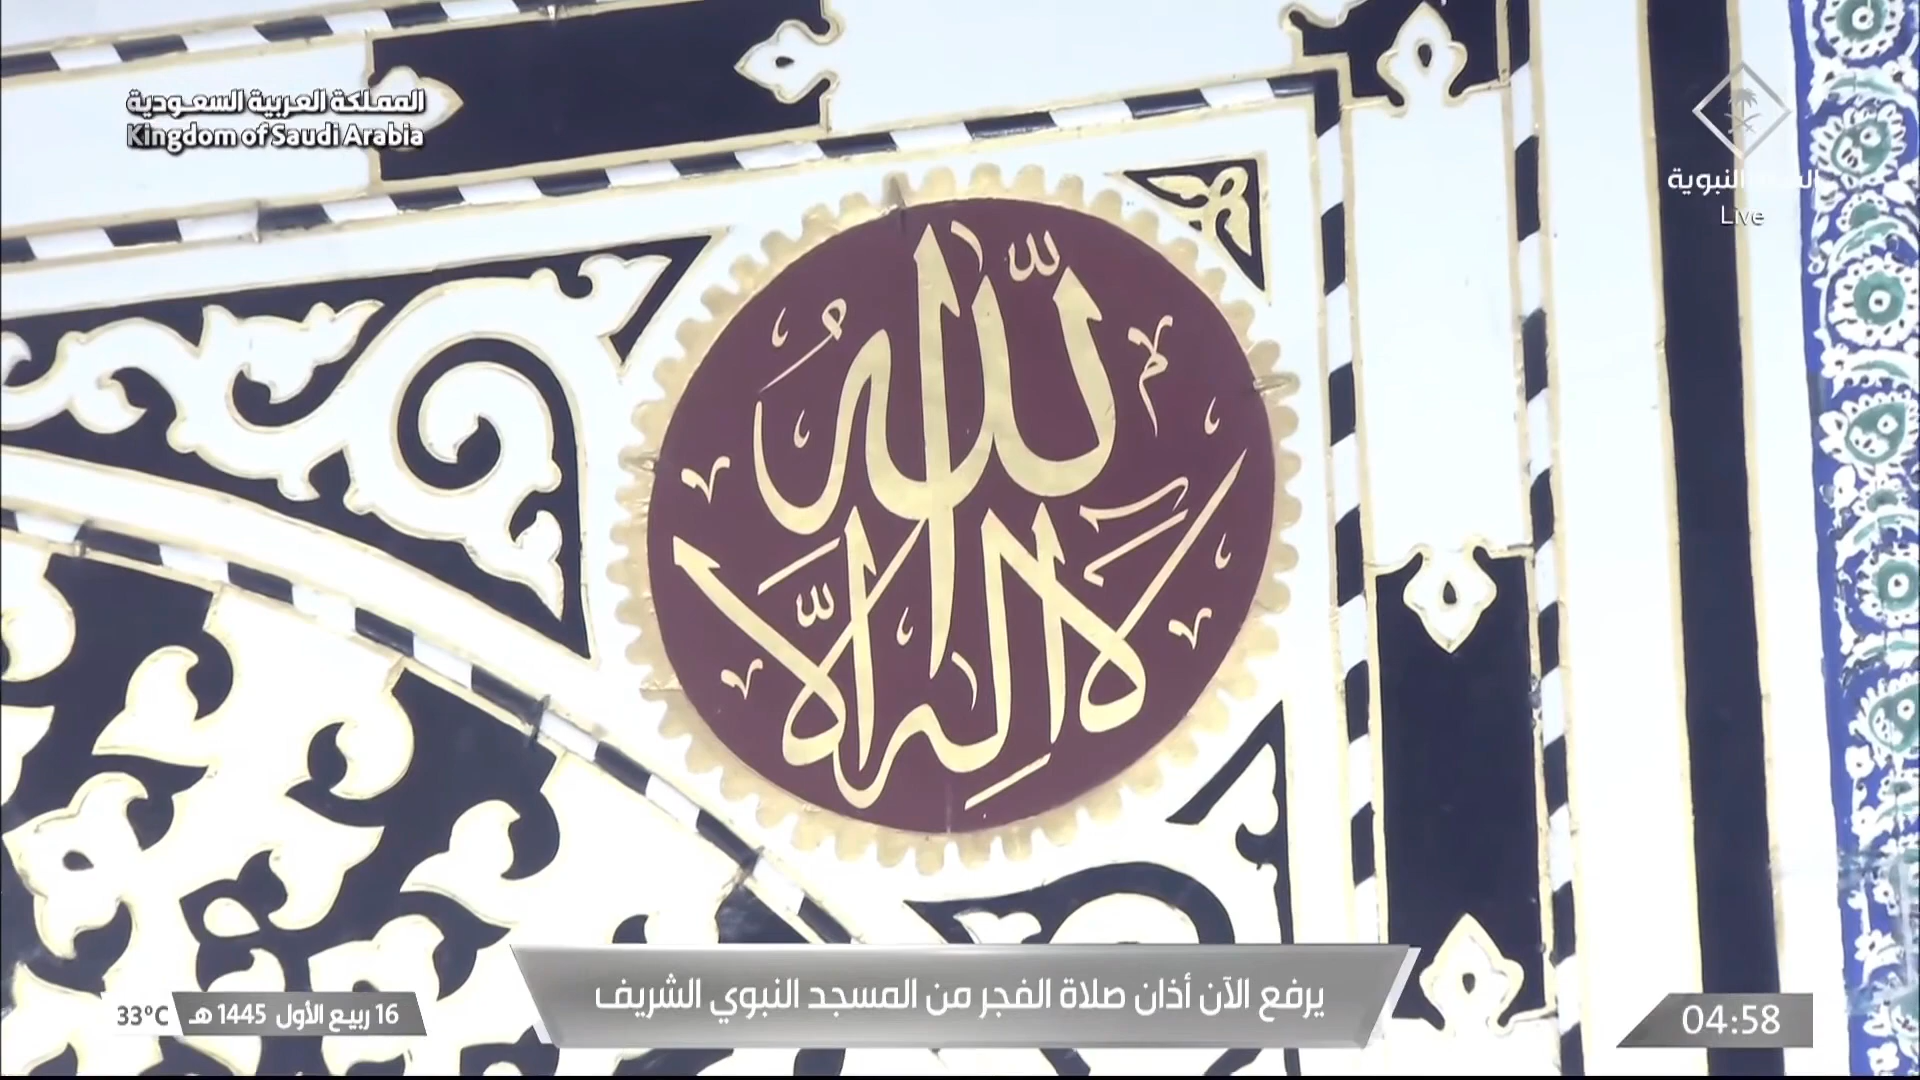 المملكة العربية السعودية
Kingdom of Saudi Arabia
السنة النبوية
Live
لا إله إلا الله
يرفع الآن أذان صلاة الفجر من المسجد النبوي الشريف
33°C
16 ربيع الأول 1445 هـ
04:58